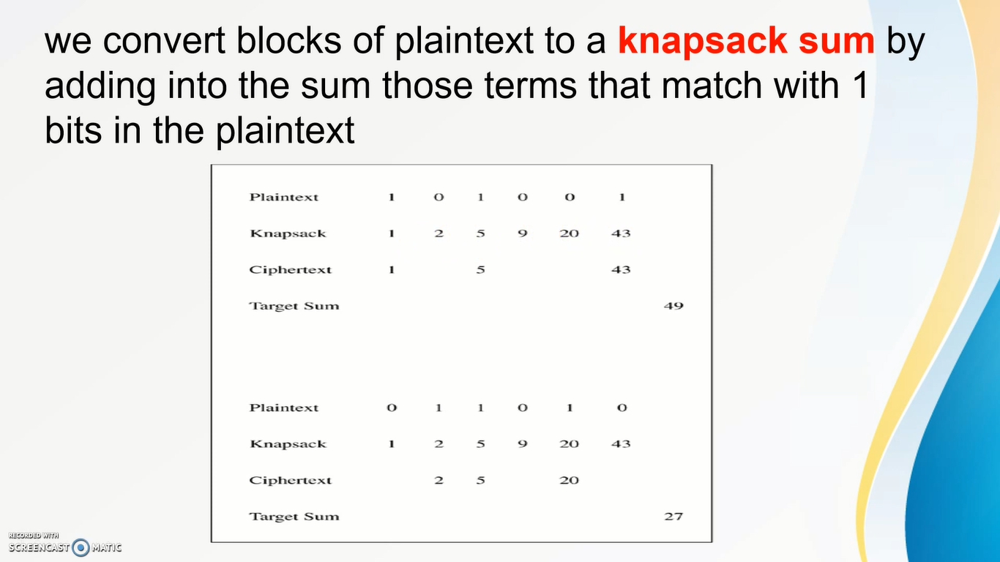 we convert blocks of plaintext to a knapsack sum by
adding into the sum those terms that match with 1
bits in the plaintext
Plaintext 1 0 1 0 0 1
Knapsack 1 2 5 9 20 43
Ciphertext 1 5 43
Target Sum 49
Plaintext 0 1 1 0 1 0
Knapsack 1 2 5 9 20 43
Ciphertext 2 5 20
Target Sum 27
RECORDED WITH
SCREENCAST MATIC